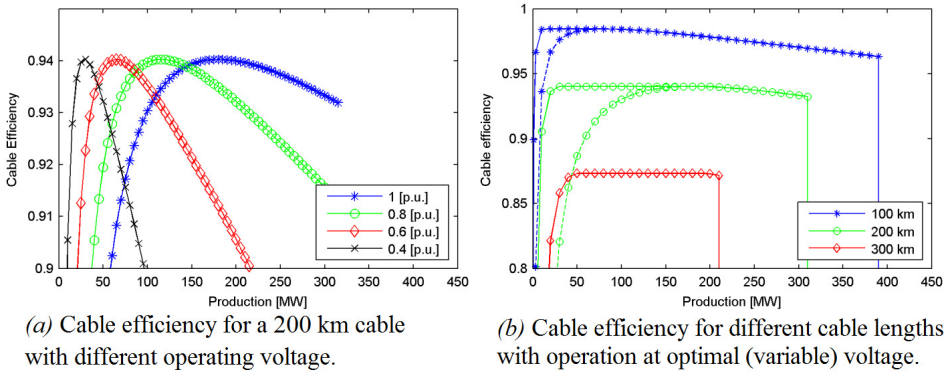 0.94
0.93
0.92
0.91
0.9
Cable Efficiency
0 50 100 150 200 250 300 350 400 450
Production [MW]
1 [p.u.]
0.8 [p.u.]
0.6 [p.u.]
0.4 [p.u.]
(a) Cable efficiency for a 200 km cable
with different operating voltage.
1
0.95
0.9
0.85
0.8
Cable efficiency
0 50 100 150 200 250 300 350 400 450
Production [MW]
100 km
200 km
300 km
(b) Cable efficiency for different cable lengths
with operation at optimal (variable) voltage.